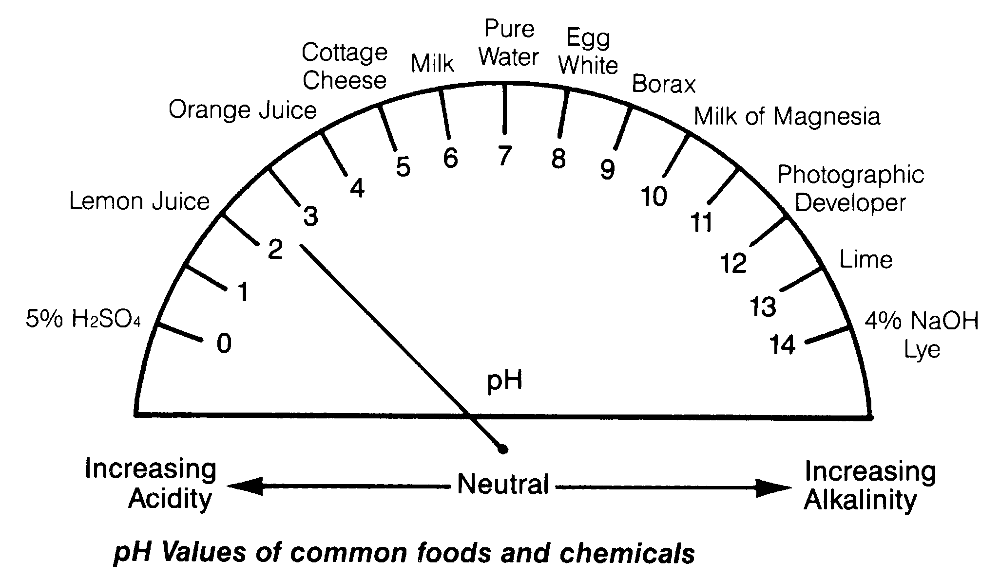 Pure
Water
Egg
White
Cottage
Cheese
Milk
Borax
Orange Juice
Milk of Magnesia
Lemon Juice
Photographic
Developer
Lime
5% H₂SO₄
4% NaOH
Lye
0
1
2
3
4
5
6
7
8
9
10
11
12
13
14
pH
Increasing
Acidity
Neutral
Increasing
Alkalinity
pH Values of common foods and chemicals